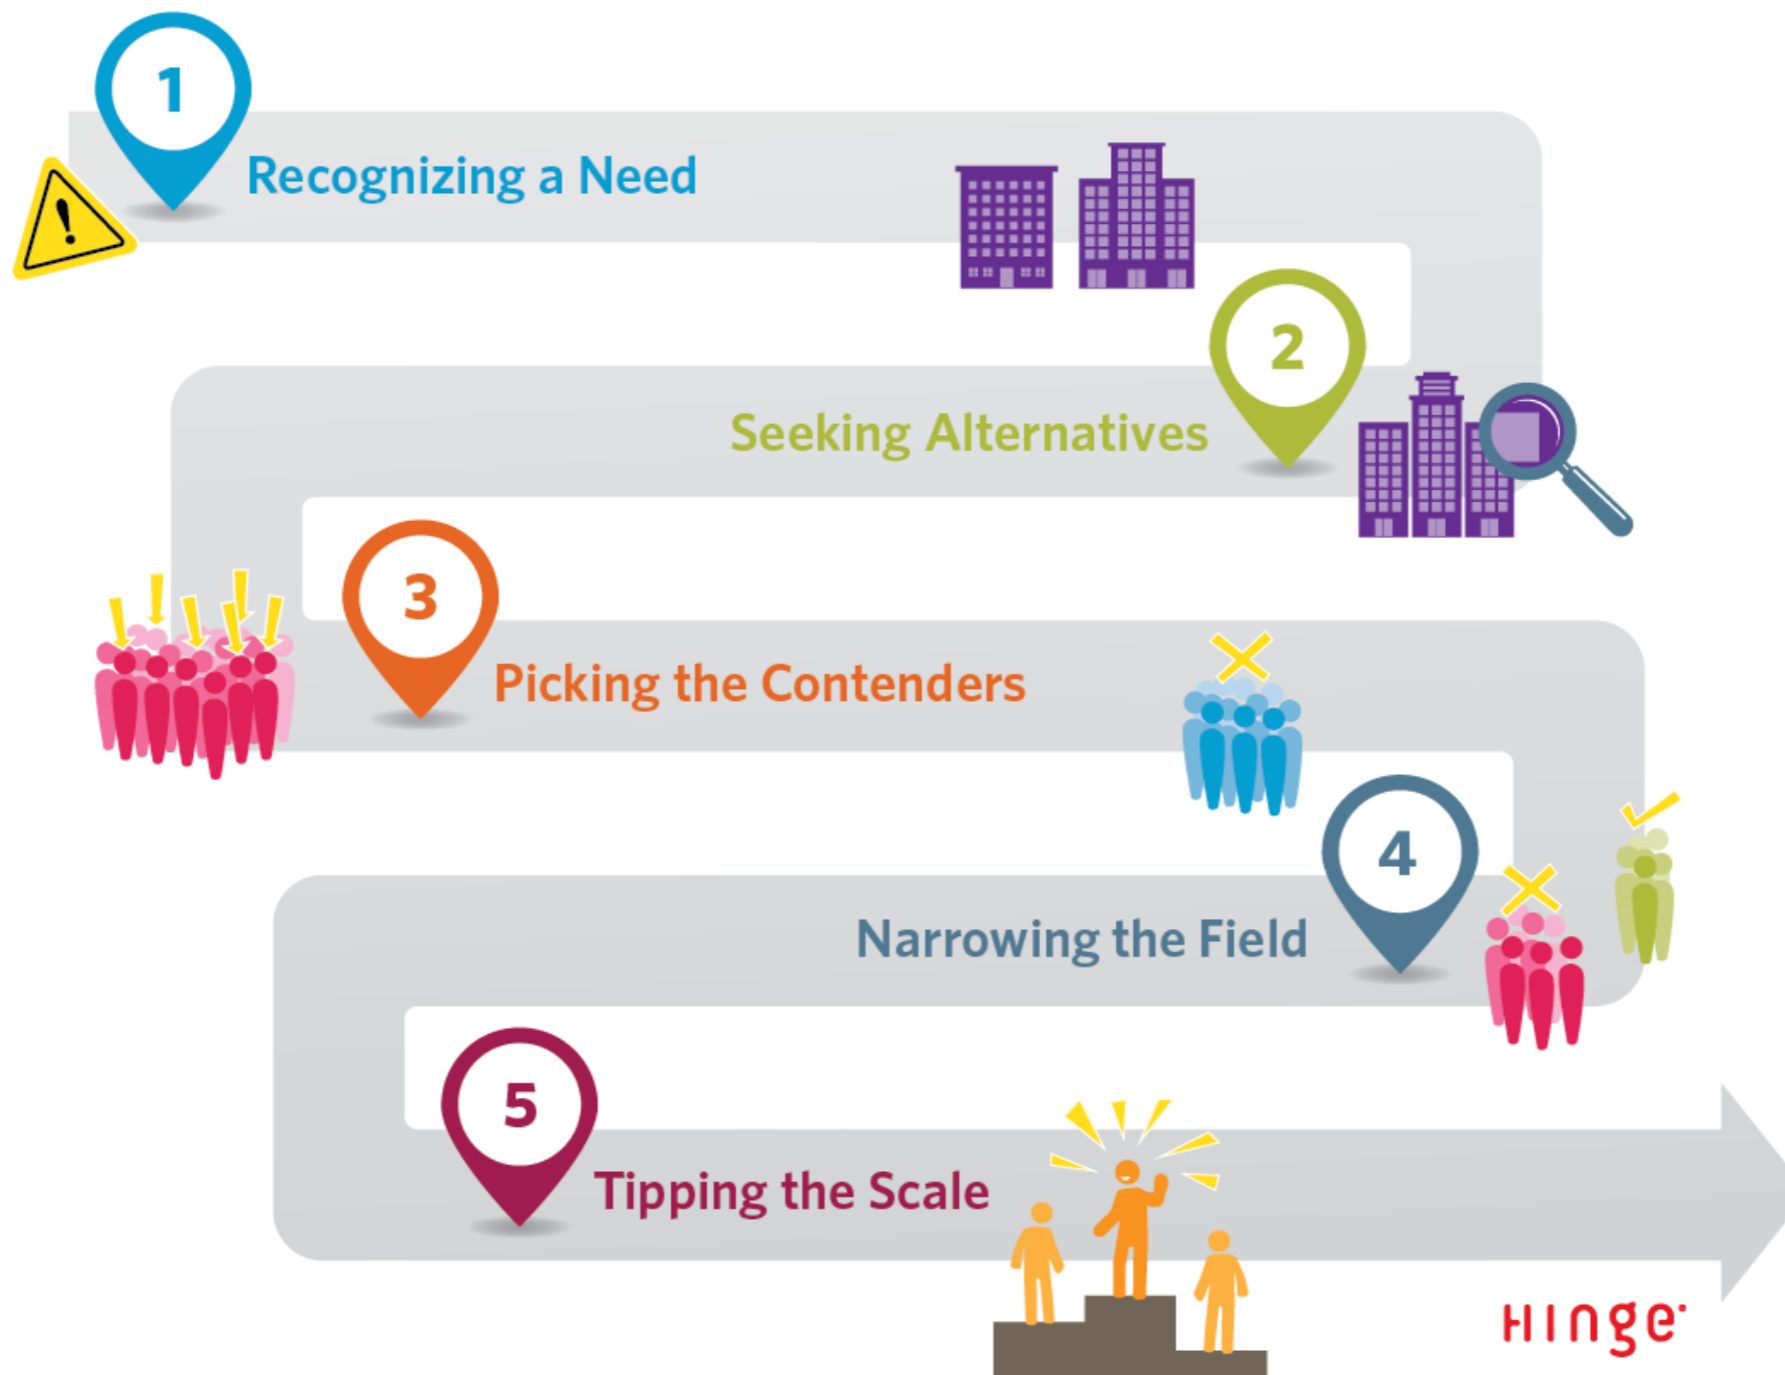 1
Recognizing a Need
2
Seeking Alternatives
3
Picking the Contenders
4
Narrowing the Field
5
Tipping the Scale
Hinge